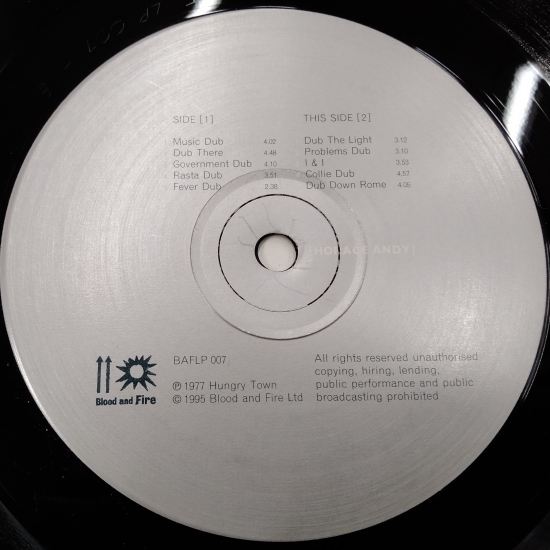 SIDE [1]
Music Dub 4.02
Dub There 4.46
Government Dub 4.10
Rasta Dub 3.51
Fever Dub 2.38
THIS SIDE [2]
Dub The Light 3.12
Problems Dub 3.10
I & I 3.53
Collie Dub 4.57
Dub Down Rome 4.05
[HORACE ANDY]
Blood and Fire
BAFLP 007
℗ 1977 Hungry Town
© 1995 Blood and Fire Ltd
All rights reserved unauthorised
copying, hiring, lending,
public performance and public
broadcasting prohibited